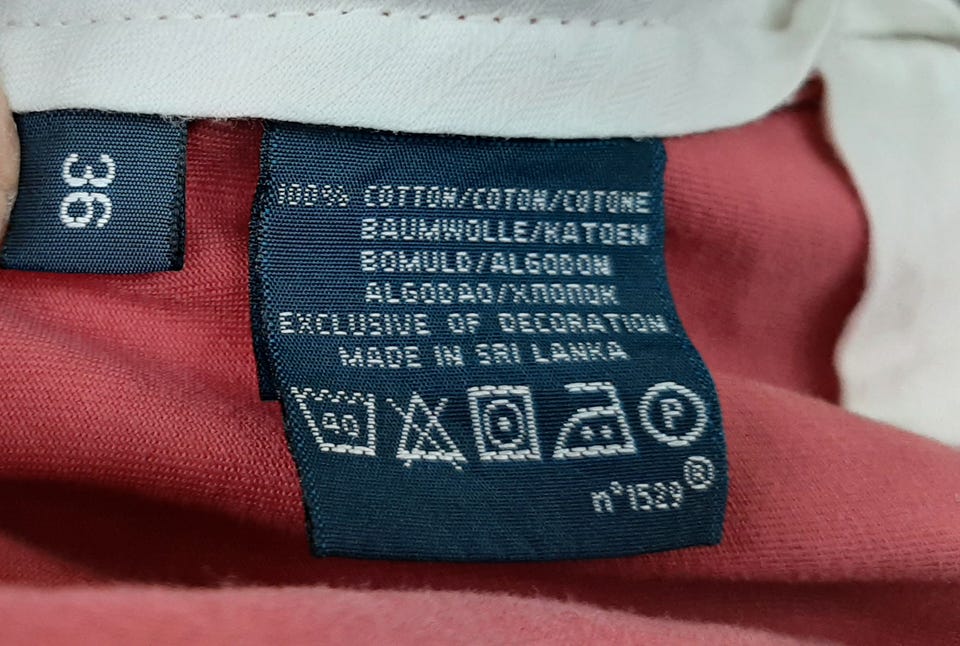 36
100% COTTON/COTON/COTONE
BAUMWOLLE/KATOEN
BOMULD/ALGODON
ALGODAO/ХЛОПОК
EXCLUSIVE OF DECORATION
MADE IN SRI LANKA
40
P
n°1529®